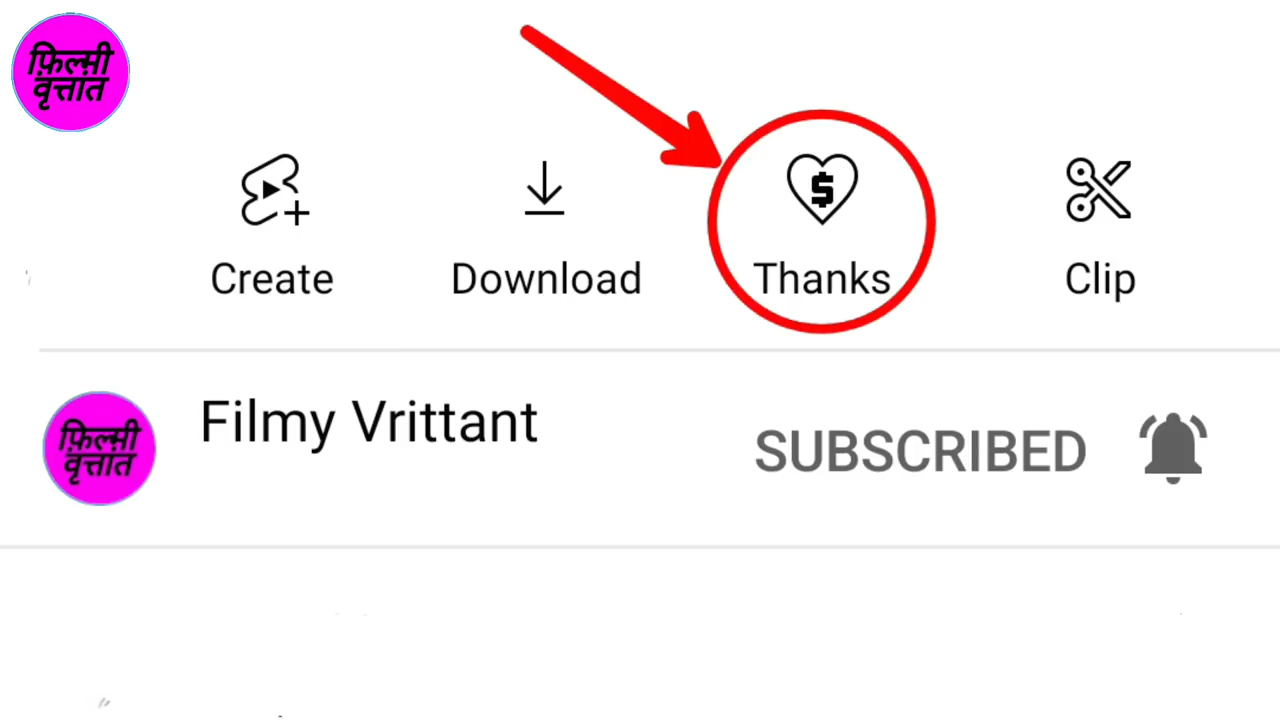 फ़िल्मी
वृत्तांत
Create
Download
Thanks
Clip
फ़िल्मी
वृत्तांत
Filmy Vrittant
SUBSCRIBED